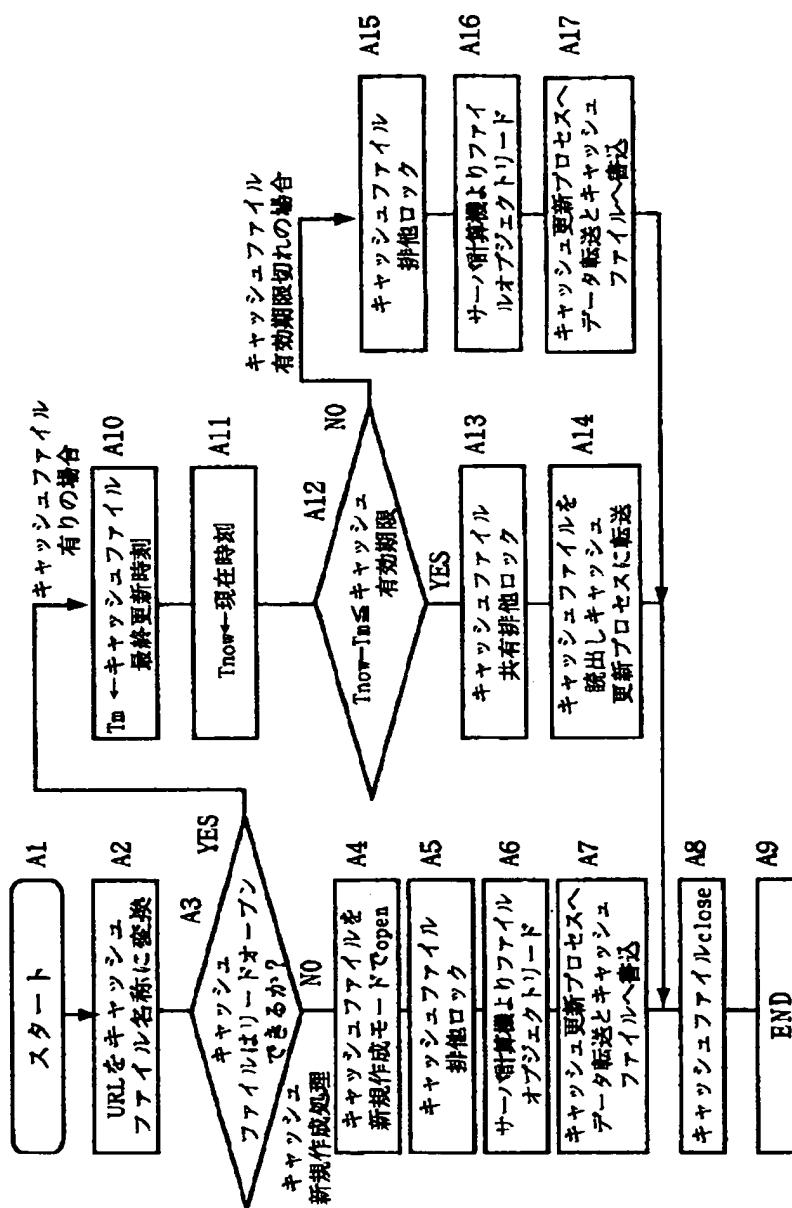 スタート
A1
URLをキャッシュ
ファイル名称に変換
A2
キャッシュ
ファイルはリードオープン
できるか?
A3
YES
NO
キャッシュ
新規作成処理
キャッシュファイルを
新規作成モードでopen
A4
キャッシュファイル
排他ロック
A5
サーバ計算機よりファイル
オブジェクトリード
A6
キャッシュ更新プロセスへ
データ転送とキャッシュ
ファイルへ書込
A7
キャッシュファイルclose
A8
END
A9
キャッシュファイル
有りの場合
Tm ←キャッシュファイル
最終更新時刻
A10
Tnow←現在時刻
A11
Tnow-Tm≦キャッシュ
有効期限
A12
NO
YES
キャッシュファイル
共有排他ロック
A13
キャッシュファイルを
読出しキャッシュ
更新プロセスに転送
A14
キャッシュファイル
有効期限切れの場合
キャッシュファイル
排他ロック
A15
サーバ計算機よりファイ
ルオブジェクトリード
A16
キャッシュ更新プロセスへ
データ転送とキャッシュ
ファイルへ書込
A17